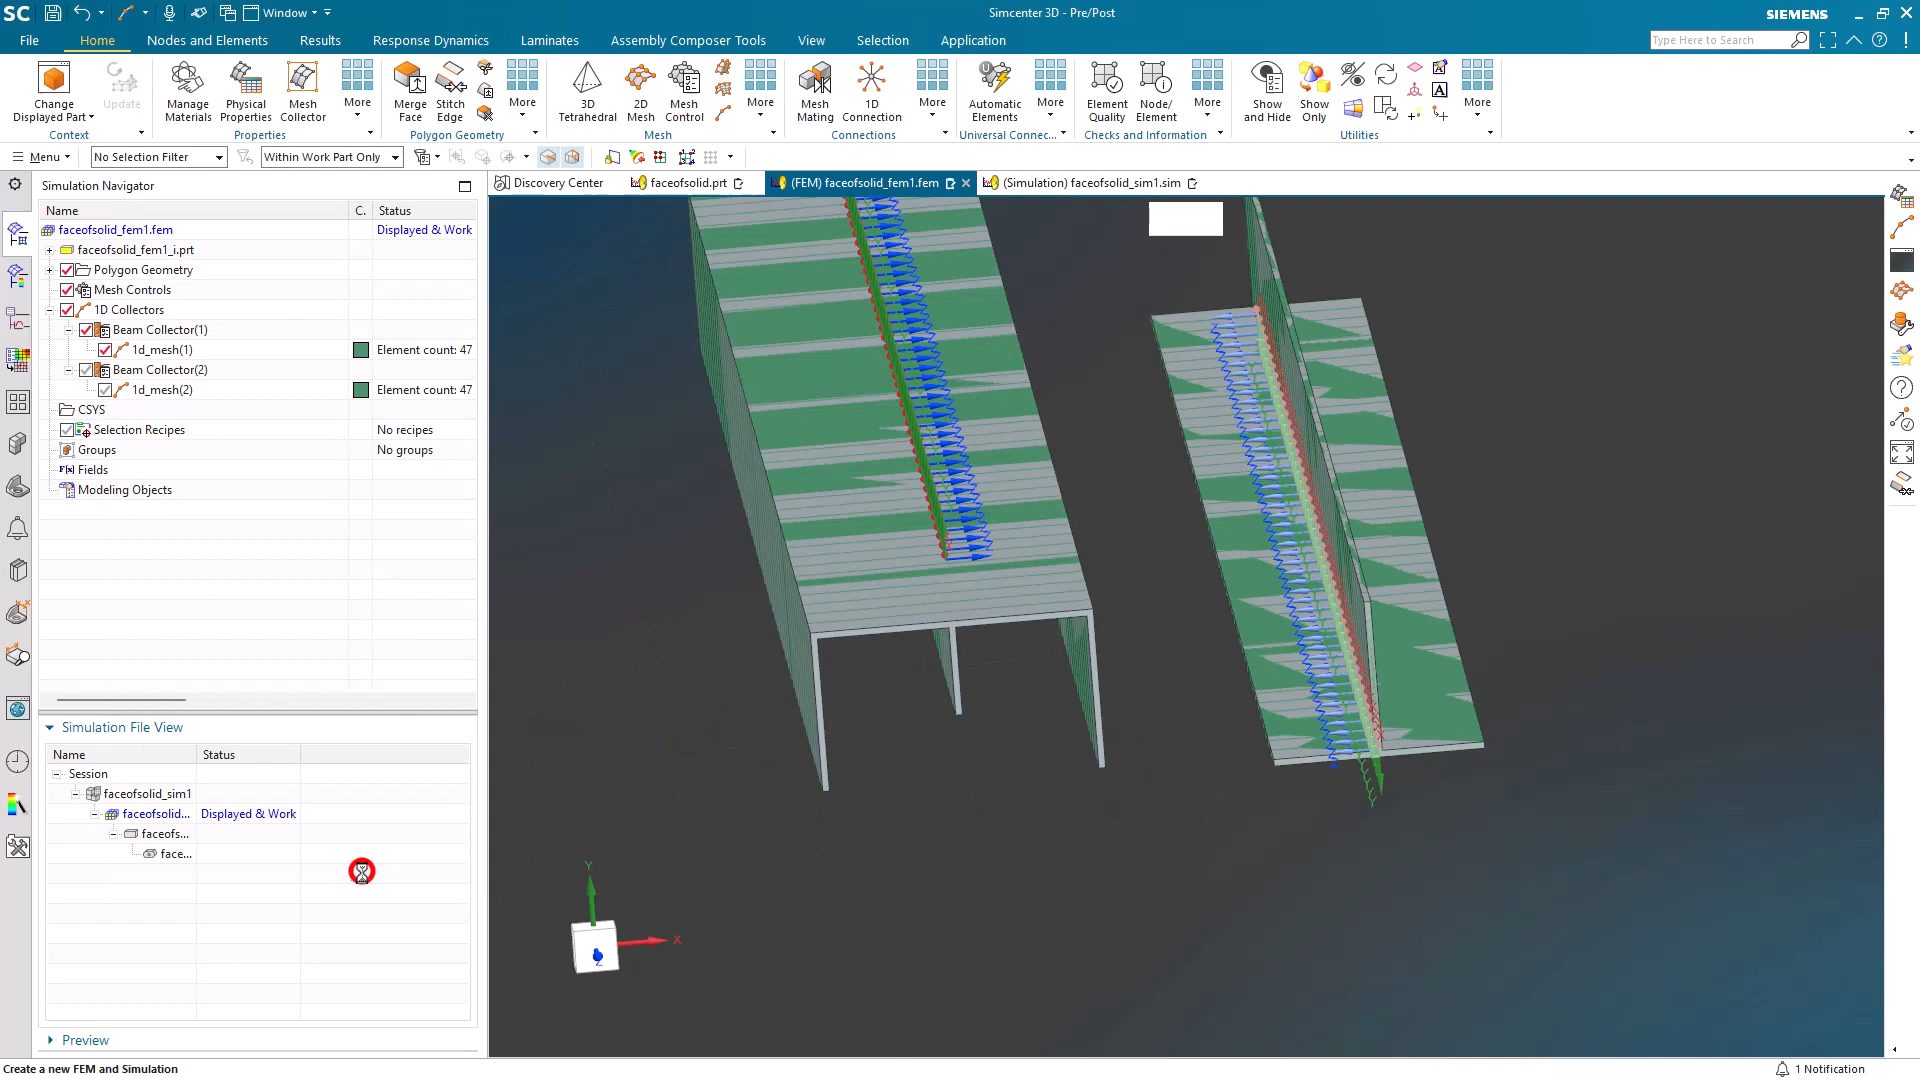 SC
Window
Simcenter 3D - Pre/Post
SIEMENS
File
Home
Nodes and Elements
Results
Response Dynamics
Laminates
Assembly Composer Tools
View
Selection
Application
Type Here to Search
Change
Displayed Part
Update
Context
Manage
Materials
Physical
Properties
Mesh
Collector
More
Properties
Merge
Face
Stitch
Edge
More
Polygon Geometry
3D
Tetrahedral
2D
Mesh
Mesh
Control
More
Mesh
Mesh
Mating
1D
Connection
More
Connections
Automatic
Elements
More
Universal Connec...
Element
Quality
Node/
Element
More
Checks and Information
Show
and Hide
Show
Only
More
Utilities
Menu
No Selection Filter
Within Work Part Only
Simulation Navigator
Discovery Center
faceofsolid.prt
(FEM) faceofsolid_fem1.fem
(Simulation) faceofsolid_sim1.sim
Name C. Status
faceofsolid_fem1.fem Displayed & Work
faceofsolid_fem1_i.prt
Polygon Geometry
Mesh Controls
1D Collectors
Beam Collector(1)
1d_mesh(1) Element count: 47
Beam Collector(2)
1d_mesh(2) Element count: 47
CSYS
Selection Recipes No recipes
Groups No groups
Fields
Modeling Objects
Simulation File View
Name Status
Session
faceofsolid_sim1
faceofsolid... Displayed & Work
faceofs...
face...
Preview
Y
X
Z
Create a new FEM and Simulation
1 Notification